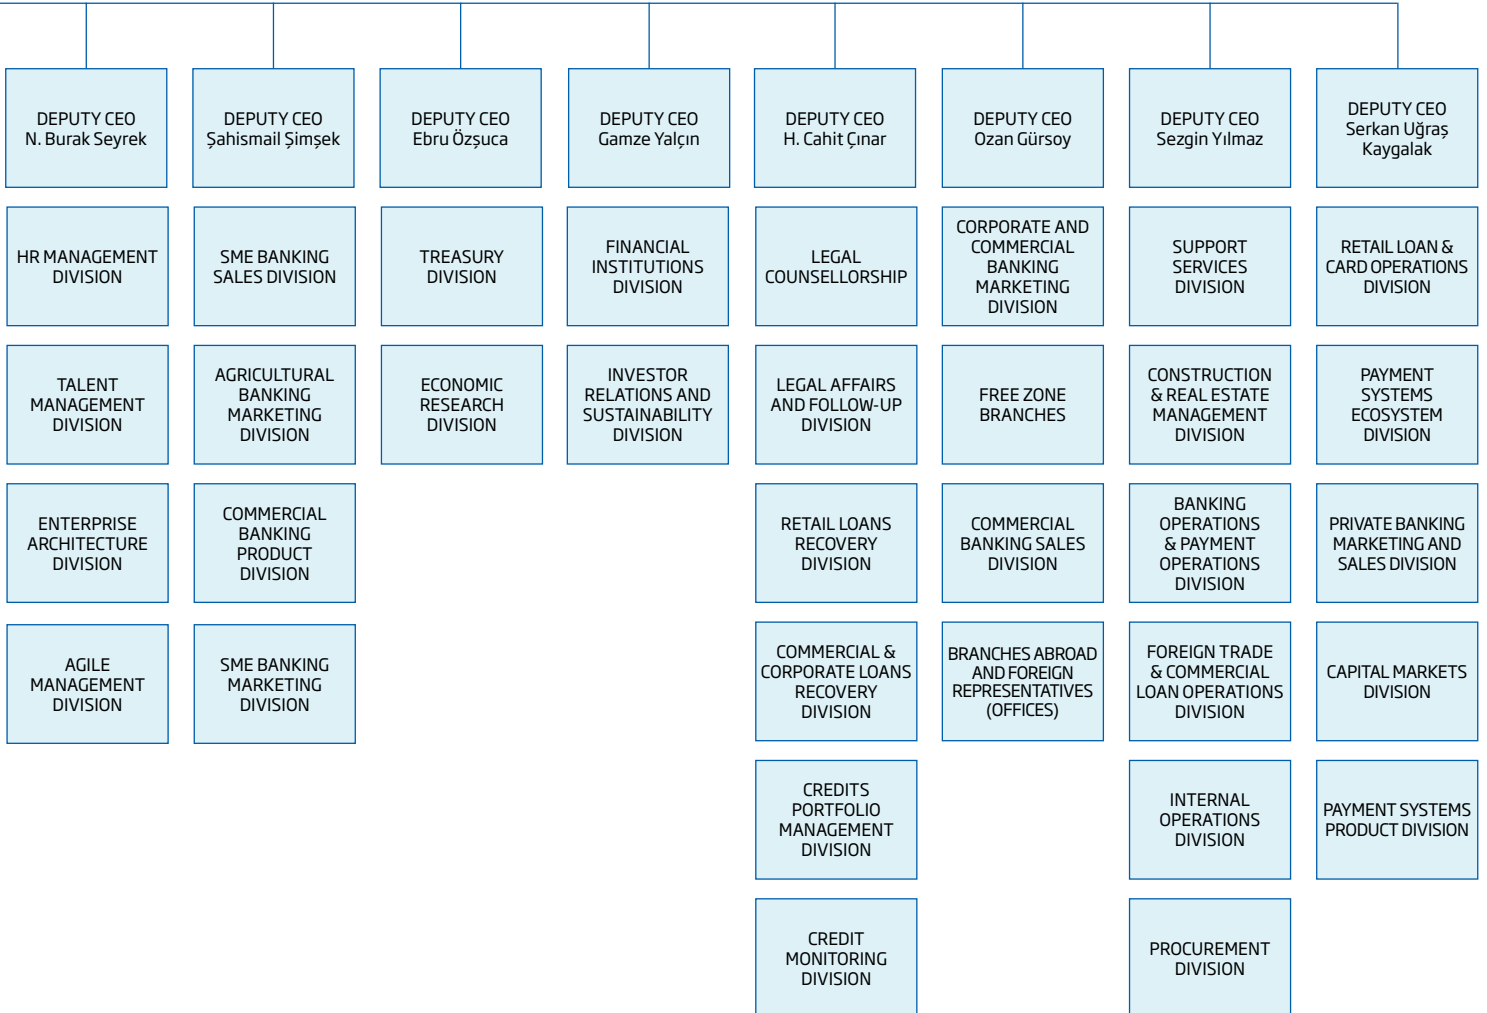 DEPUTY CEO
N. Burak Seyrek
HR MANAGEMENT
DIVISION
TALENT
MANAGEMENT
DIVISION
ENTERPRISE
ARCHITECTURE
DIVISION
AGILE
MANAGEMENT
DIVISION
DEPUTY CEO
Şahismail Şimşek
SME BANKING
SALES DIVISION
AGRICULTURAL
BANKING
MARKETING
DIVISION
COMMERCIAL
BANKING
PRODUCT
DIVISION
SME BANKING
MARKETING
DIVISION
DEPUTY CEO
Ebru Özşuca
TREASURY
DIVISION
ECONOMIC
RESEARCH
DIVISION
DEPUTY CEO
Gamze Yalçın
FINANCIAL
INSTITUTIONS
DIVISION
INVESTOR
RELATIONS AND
SUSTAINABILITY
DIVISION
DEPUTY CEO
H. Cahit Çınar
LEGAL
COUNSELLORSHIP
LEGAL AFFAIRS
AND FOLLOW-UP
DIVISION
RETAIL LOANS
RECOVERY
DIVISION
COMMERCIAL &
CORPORATE LOANS
RECOVERY
DIVISION
CREDITS
PORTFOLIO
MANAGEMENT
DIVISION
CREDIT
MONITORING
DIVISION
DEPUTY CEO
Ozan Gürsoy
CORPORATE AND
COMMERCIAL
BANKING
MARKETING
DIVISION
FREE ZONE
BRANCHES
COMMERCIAL
BANKING SALES
DIVISION
BRANCHES ABROAD
AND FOREIGN
REPRESENTATIVES
(OFFICES)
DEPUTY CEO
Sezgin Yılmaz
SUPPORT
SERVICES
DIVISION
CONSTRUCTION
& REAL ESTATE
MANAGEMENT
DIVISION
BANKING
OPERATIONS
& PAYMENT
OPERATIONS
DIVISION
FOREIGN TRADE
& COMMERCIAL
LOAN OPERATIONS
DIVISION
INTERNAL
OPERATIONS
DIVISION
PROCUREMENT
DIVISION
DEPUTY CEO
Serkan Uğraş
Kaygalak
RETAIL LOAN &
CARD OPERATIONS
DIVISION
PAYMENT
SYSTEMS
ECOSYSTEM
DIVISION
PRIVATE BANKING
MARKETING AND
SALES DIVISION
CAPITAL MARKETS
DIVISION
PAYMENT SYSTEMS
PRODUCT DIVISION